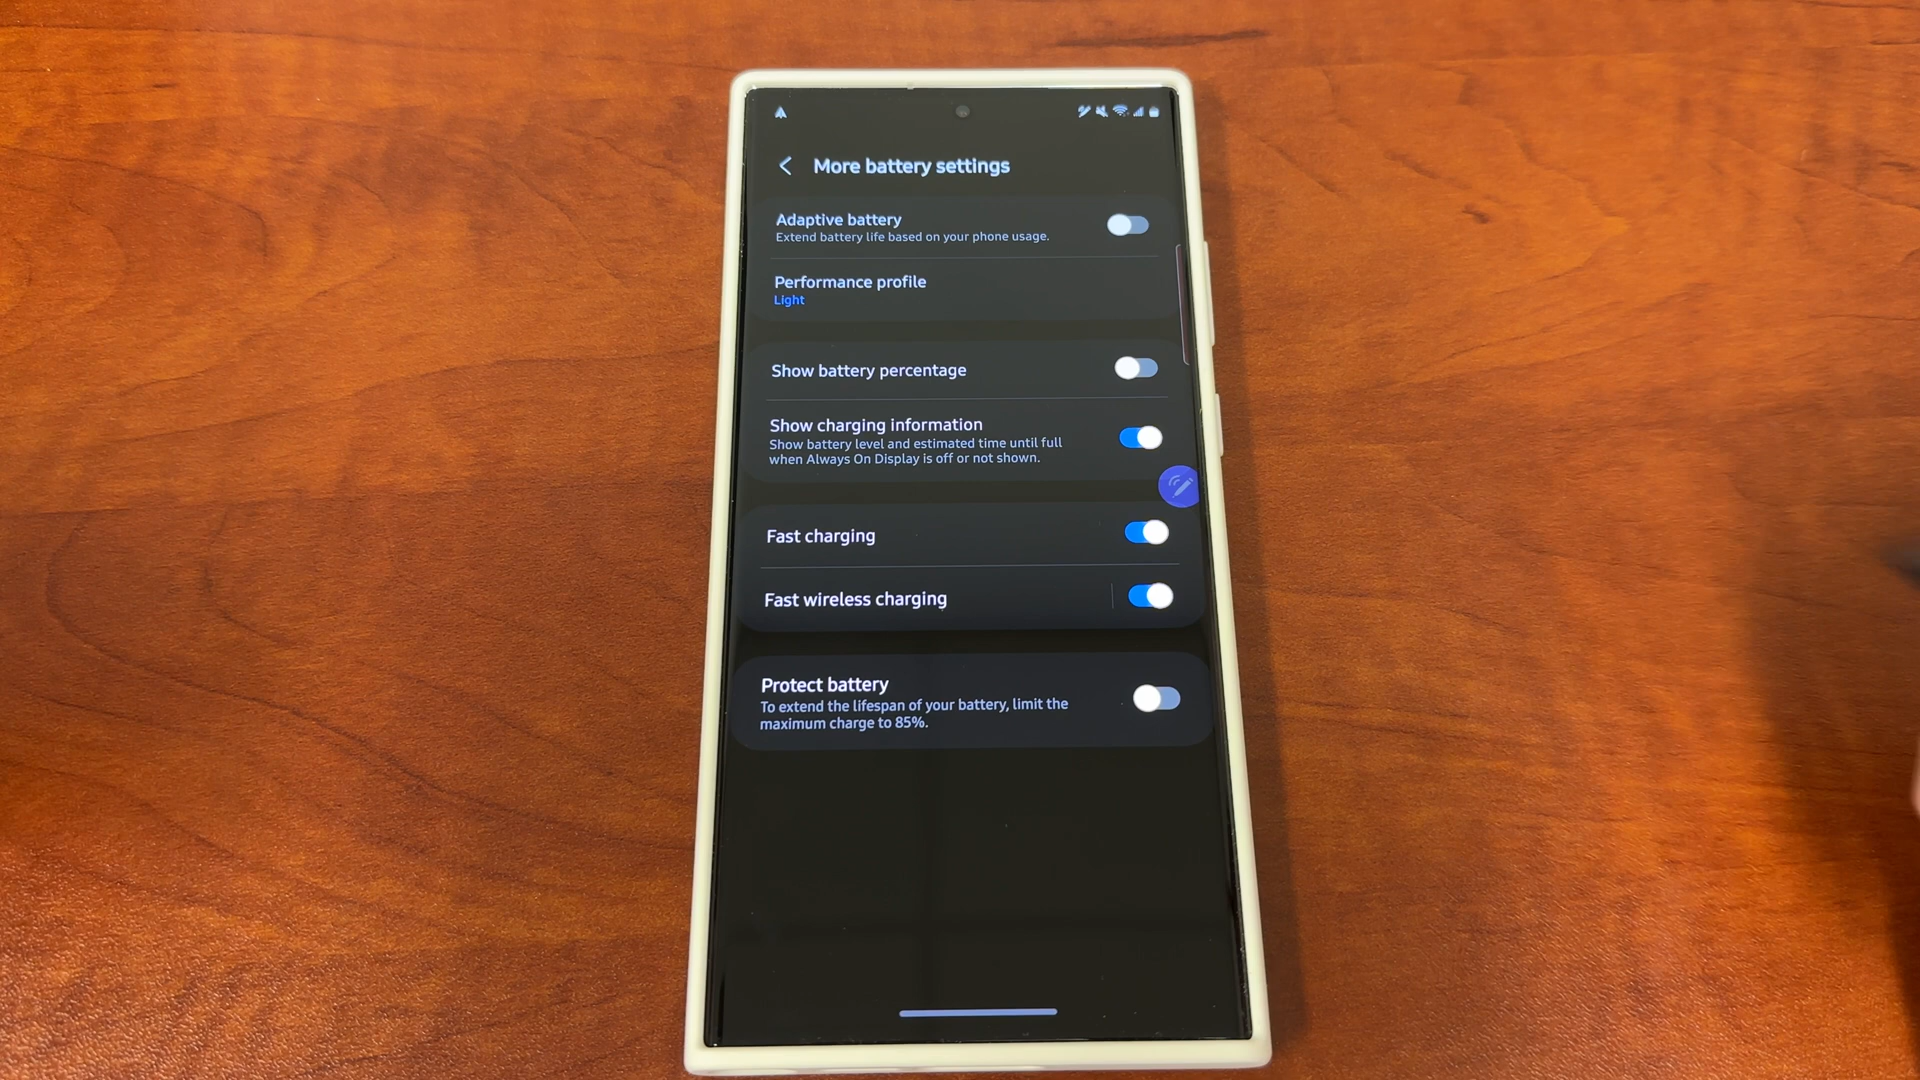 More battery settings
Adaptive battery
Extend battery life based on your phone usage.
Performance profile
Light
Show battery percentage
Show charging information
Show battery level and estimated time until full
when Always On Display is off or not shown.
Fast charging
Fast wireless charging
Protect battery
To extend the lifespan of your battery, limit the
maximum charge to 85%.